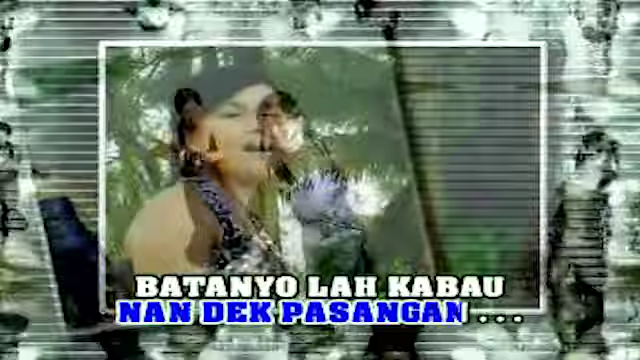 BATANYO LAH KABAU
NAN DEK PASANGAN . . .